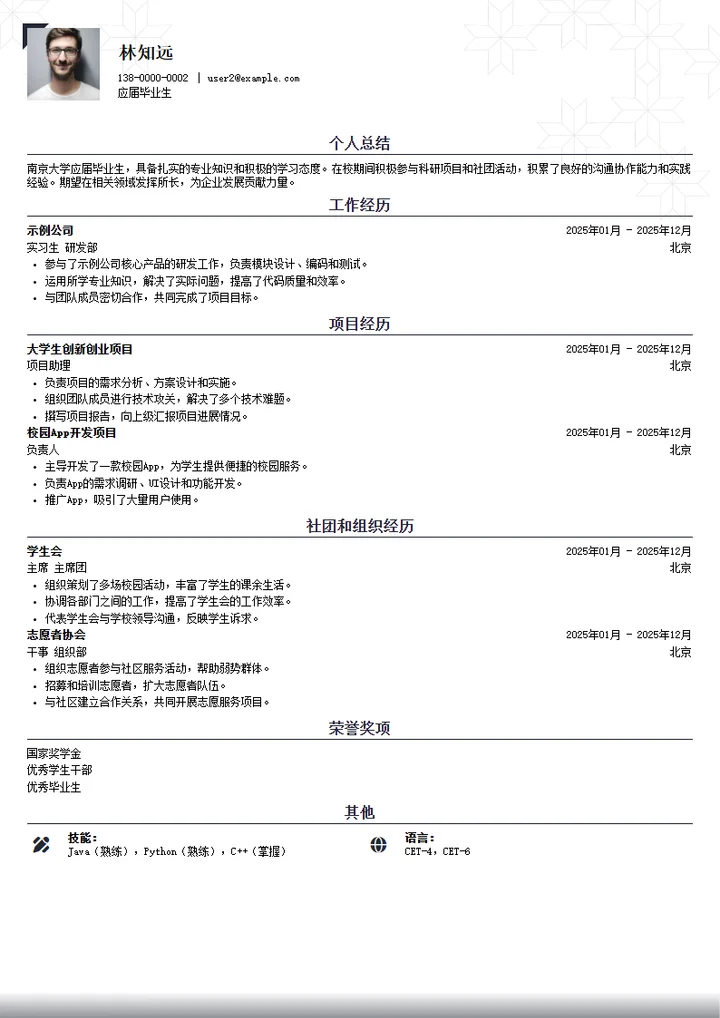 林知远
138-0000-0002 | user2@example.com
应届毕业生
个人总结
南京大学应届毕业生，具备扎实的专业知识和积极的学习态度。在校期间积极参与科研项目和社团活动，积累了良好的沟通协作能力和实践
经验。期望在相关领域发挥所长，为企业发展贡献力量。
工作经历
示例公司 2025年01月 - 2025年12月
实习生 研发部 北京
• 参与了示例公司核心产品的研发工作，负责模块设计、编码和测试。
• 运用所学专业知识，解决了实际问题，提高了代码质量和效率。
• 与团队成员密切合作，共同完成了项目目标。
项目经历
大学生创新创业项目 2025年01月 - 2025年12月
项目助理 北京
• 负责项目的需求分析、方案设计和实施。
• 组织团队成员进行技术攻关，解决了多个技术难题。
• 撰写项目报告，向上级汇报项目进展情况。
校园App开发项目 2025年01月 - 2025年12月
负责人 北京
• 主导开发了一款校园App，为学生提供便捷的校园服务。
• 负责App的需求调研、UI设计和功能开发。
• 推广App，吸引了大量用户使用。
社团和组织经历
学生会 2025年01月 - 2025年12月
主席 主席团 北京
• 组织策划了多场校园活动，丰富了学生的课余生活。
• 协调各部门之间的工作，提高了学生会的工作效率。
• 代表学生会与学校领导沟通，反映学生诉求。
志愿者协会 2025年01月 - 2025年12月
干事 组织部 北京
• 组织志愿者参与社区服务活动，帮助弱势群体。
• 招募和培训志愿者，扩大志愿者队伍。
• 与社区建立合作关系，共同开展志愿服务项目。
荣誉奖项
国家奖学金
优秀学生干部
优秀毕业生
其他
技能： 语言：
Java（熟练），Python（熟练），C++（掌握） CET-4，CET-6